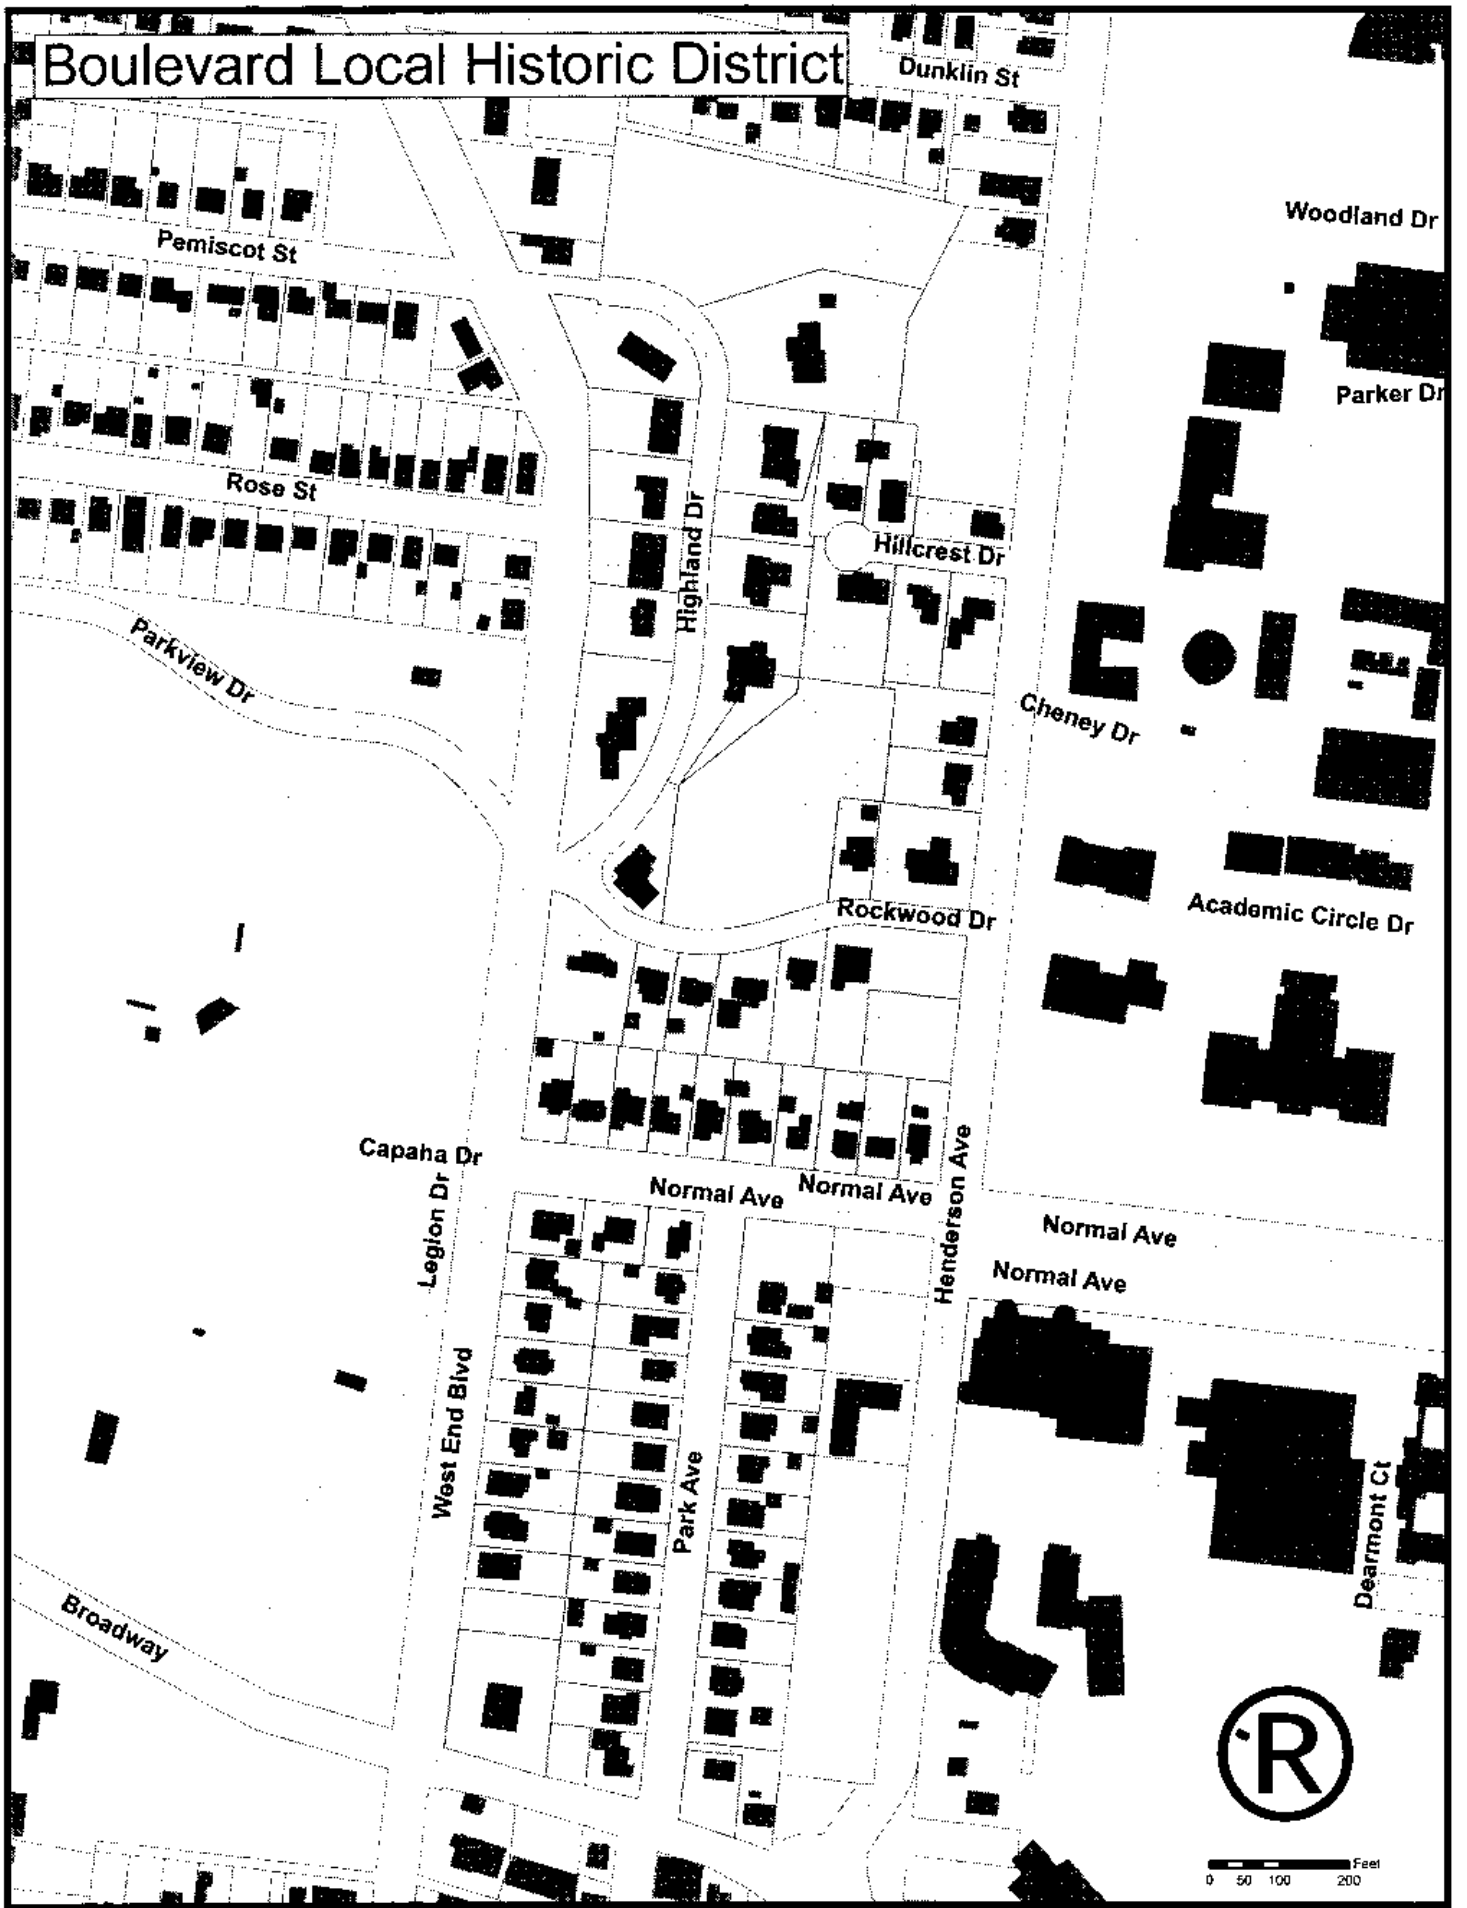 Boulevard Local Historic District
Dunklin St
Woodland Dr
Pemiscot St
Parker Dr
Rose St
Highland Dr
Hillcrest Dr
Parkview Dr
Cheney Dr
Rockwood Dr
Academic Circle Dr
Capaha Dr
Legion Dr
Normal Ave
Normal Ave
Henderson Ave
Normal Ave
Normal Ave
West End Blvd
Park Ave
Dearmont Ct
Broadway
R
Feet
0 50 100 200